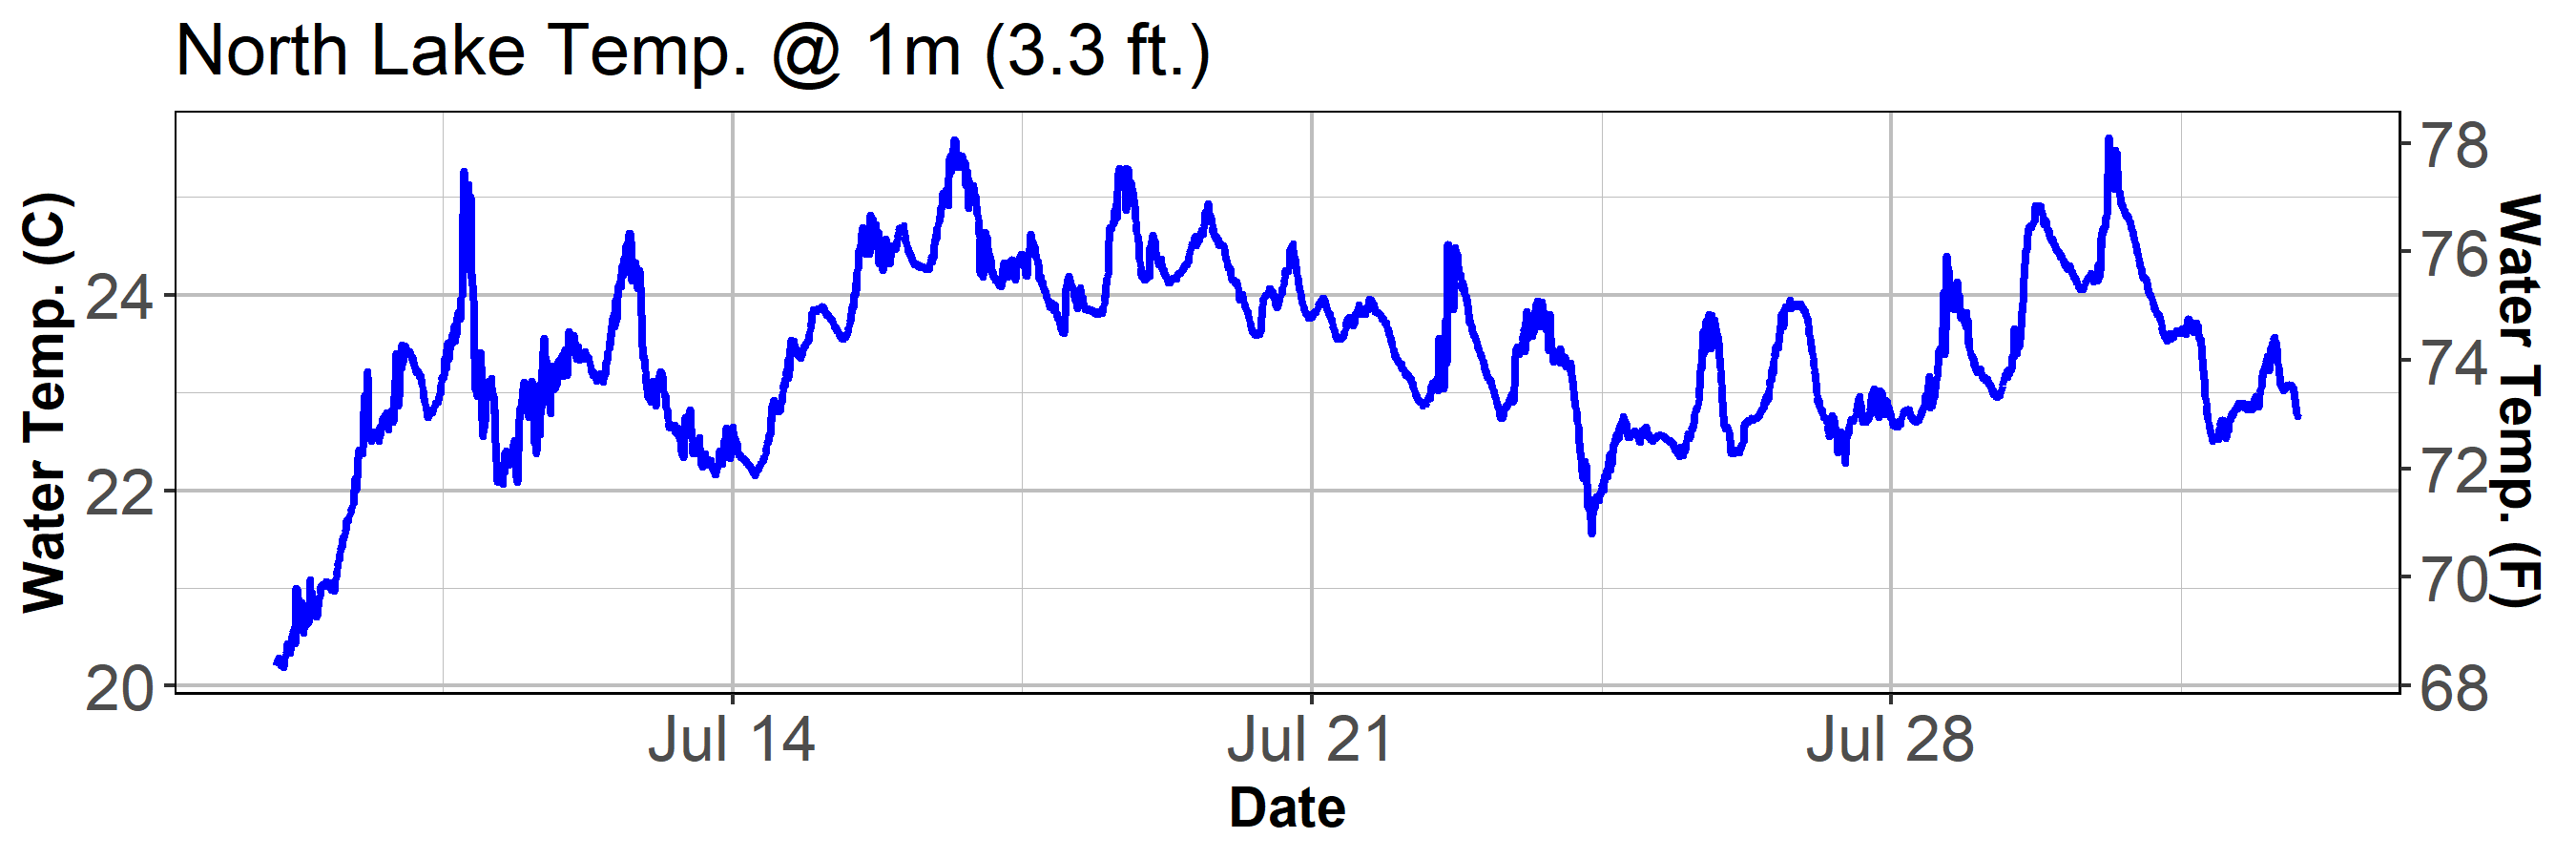 North Lake Temp. @ 1m (3.3 ft.)
Water Temp. (C)
24
22
20
78
76
74
72
70
68
Water Temp. (F)
Jul 14
Jul 21
Jul 28
Date